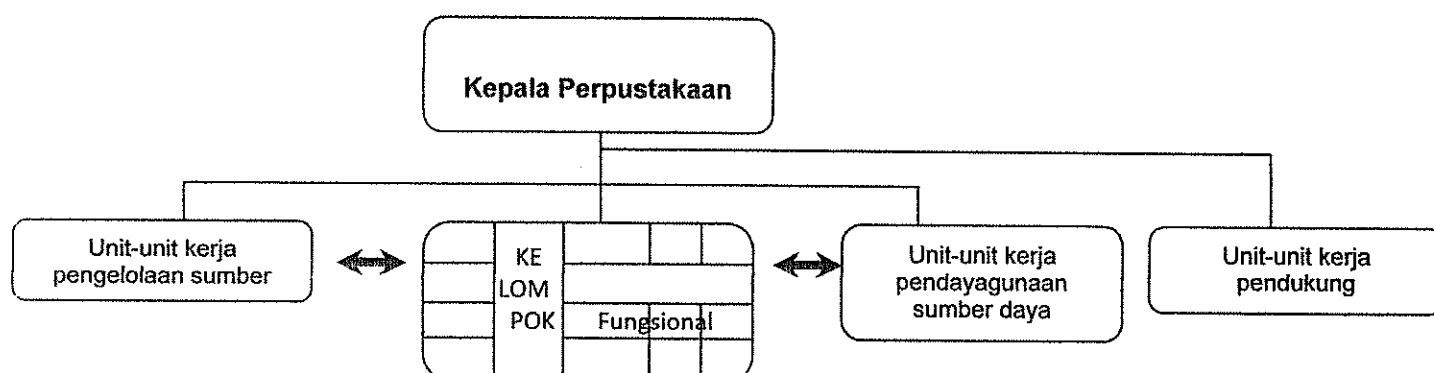 Kepala Perpustakaan
Unit-unit kerja
pengelolaan sumber
KE
LOM
POK
Fungsional
Unit-unit kerja
pendayagunaan
sumber daya
Unit-unit kerja
pendukung